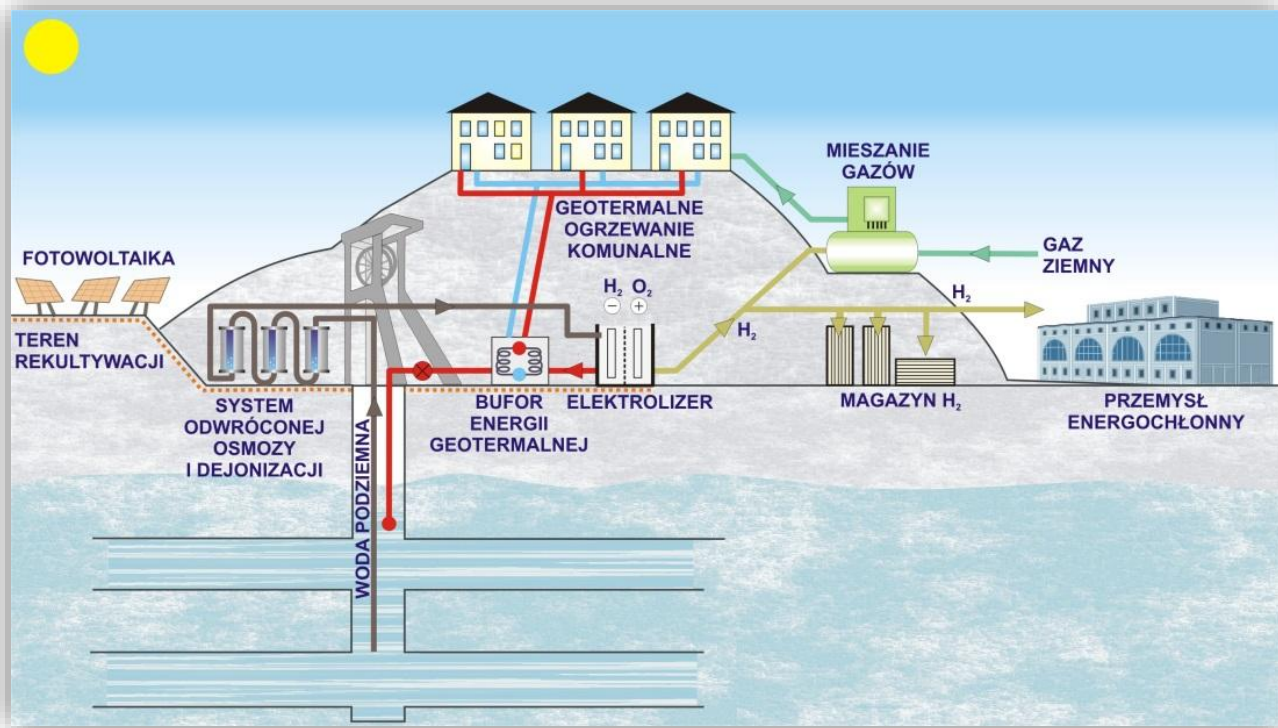 MIESZANIE
GAZÓW
GEOTERMALNE
OGRZEWANIE
KOMUNALNE
GAZ
ZIEMNY
FOTOWOLTAIKA
H₂ O₂
− +
H₂
H₂
TEREN
REKULTYWACJI
SYSTEM
ODWRÓCONEJ
OSMOZY
I DEJONIZACJI
WODA PODZIEMNA
BUFOR
ENERGII
GEOTERMALNEJ
ELEKTROLIZER
MAGAZYN H₂
PRZEMYSŁ
ENERGOCHŁONNY